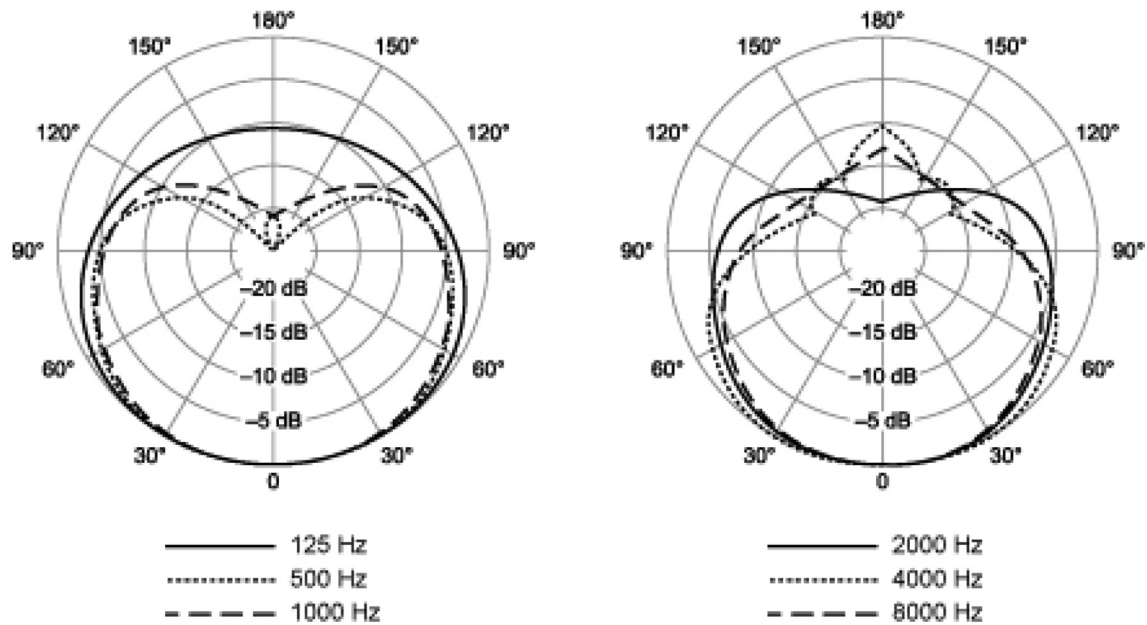 180° 180°
150° 150° 150° 150°
120° 120° 120° 120°
90° 90° 90° 90°
–20 dB –20 dB
–15 dB –15 dB
60° 60° 60° 60°
–10 dB –10 dB
–5 dB –5 dB
30° 30° 30° 30°
0 0
125 Hz 2000 Hz
500 Hz 4000 Hz
1000 Hz 8000 Hz